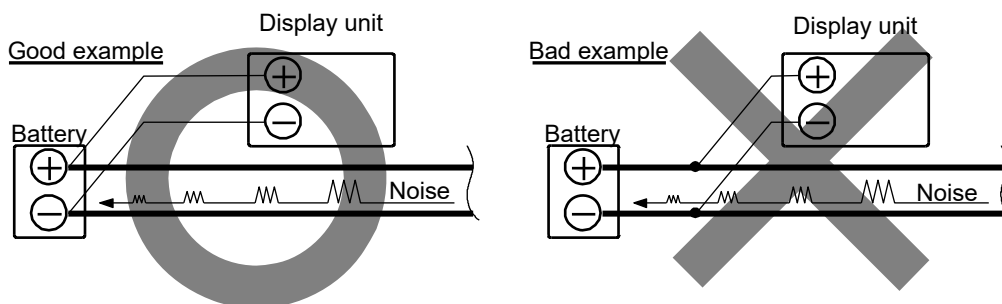 Good example
Display unit
+
−
Battery
+
−
Noise
Bad example
Display unit
+
−
Battery
+
−
Noise